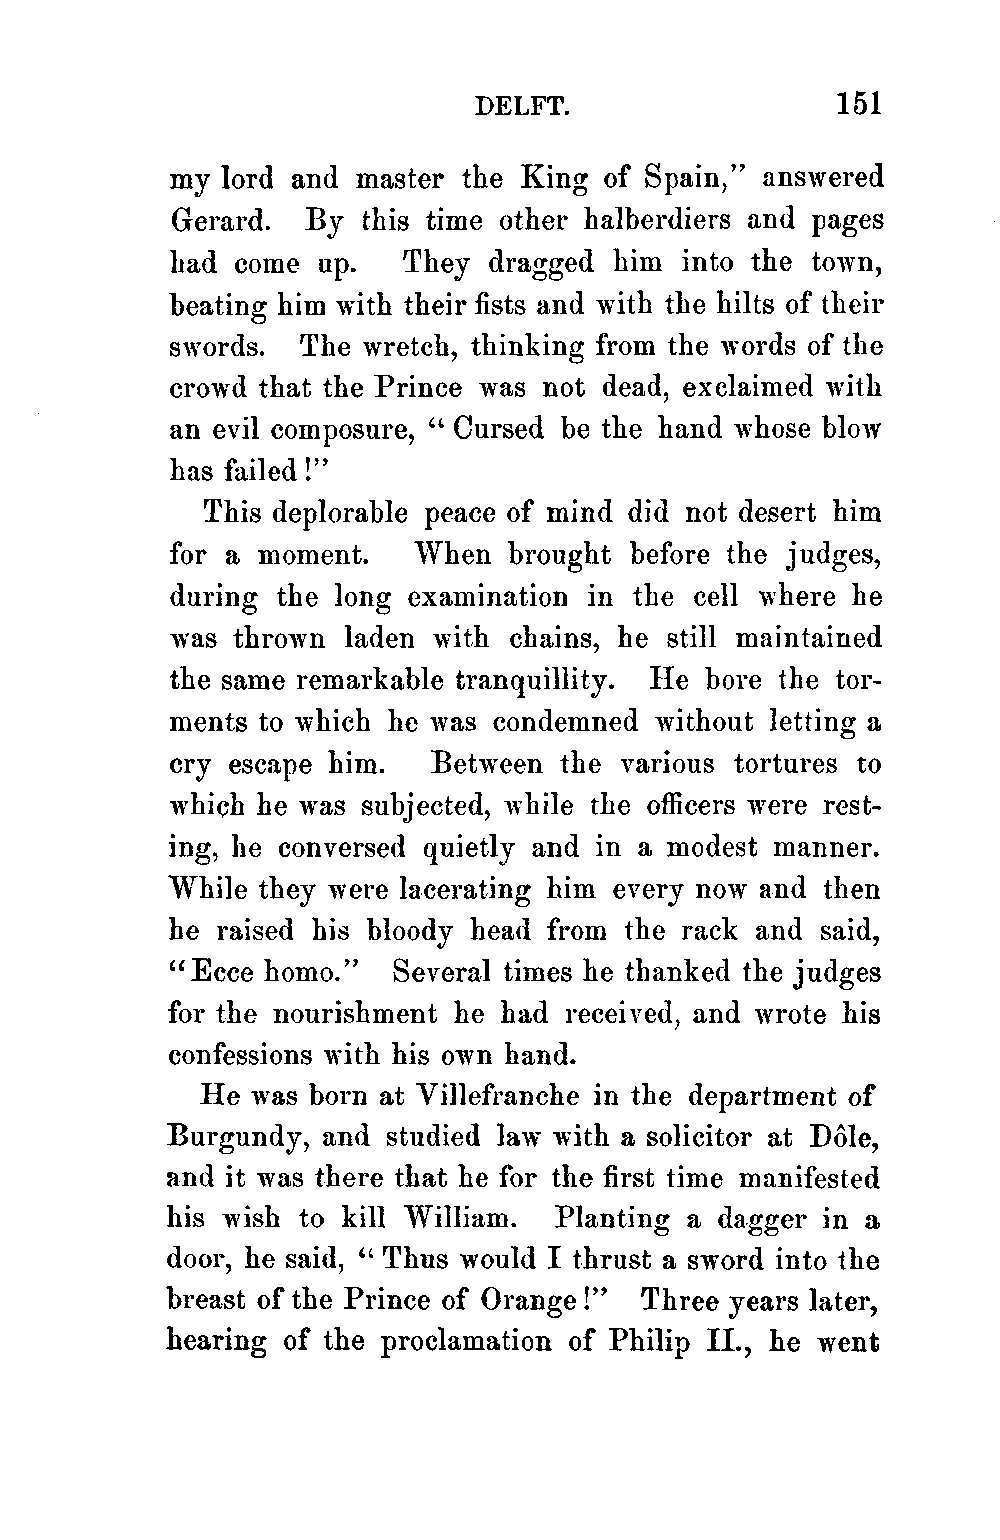 DELFT. 151
my lord and master the King of Spain,” answered
Gerard. By this time other halberdiers and pages
had come up. They dragged him into the town,
beating him with their fists and with the hilts of their
swords. The wretch, thinking from the words of the
crowd that the Prince was not dead, exclaimed with
an evil composure, “ Cursed be the hand whose blow
has failed !”
This deplorable peace of mind did not desert him
for a moment. When brought before the judges,
during the long examination in the cell where he
was thrown laden with chains, he still maintained
the same remarkable tranquillity. He bore the tor-
ments to which he was condemned without letting a
cry escape him. Between the various tortures to
which he was subjected, while the officers were rest-
ing, he conversed quietly and in a modest manner.
While they were lacerating him every now and then
he raised his bloody head from the rack and said,
“ Ecce homo.” Several times he thanked the judges
for the nourishment he had received, and wrote his
confessions with his own hand.
He was born at Villefranche in the department of
Burgundy, and studied law with a solicitor at Dôle,
and it was there that he for the first time manifested
his wish to kill William. Planting a dagger in a
door, he said, “ Thus would I thrust a sword into the
breast of the Prince of Orange !” Three years later,
hearing of the proclamation of Philip II., he went